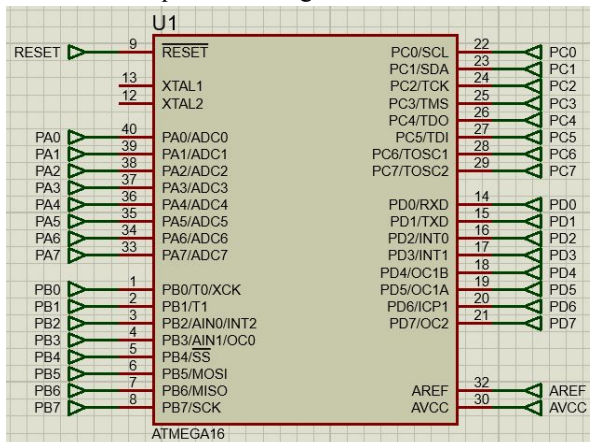 U1
RESET 9 RESET PC0/SCL 22 PC0
PC1/SDA 23 PC1
13 XTAL1 PC2/TCK 24 PC2
12 XTAL2 PC3/TMS 25 PC3
PC4/TDO 26 PC4
PA0 40 PA0/ADC0 PC5/TDI 27 PC5
PA1 39 PA1/ADC1 PC6/TOSC1 28 PC6
PA2 38 PA2/ADC2 PC7/TOSC2 29 PC7
PA3 37 PA3/ADC3
PA4 36 PA4/ADC4 PD0/RXD 14 PD0
PA5 35 PA5/ADC5 PD1/TXD 15 PD1
PA6 34 PA6/ADC6 PD2/INT0 16 PD2
PA7 33 PA7/ADC7 PD3/INT1 17 PD3
PD4/OC1B 18 PD4
PB0 1 PB0/T0/XCK PD5/OC1A 19 PD5
PB1 2 PB1/T1 PD6/ICP1 20 PD6
PB2 3 PB2/AIN0/INT2 PD7/OC2 21 PD7
PB3 4 PB3/AIN1/OC0
PB4 5 PB4/SS
PB5 6 PB5/MOSI
PB6 7 PB6/MISO AREF 32 AREF
PB7 8 PB7/SCK AVCC 30 AVCC
ATMEGA16